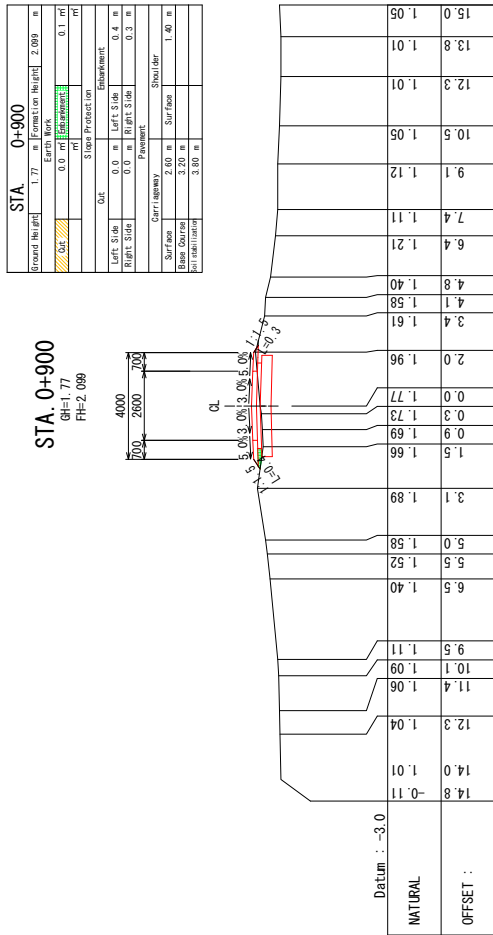 STA. 0+900
Ground Height 1.77 m Formation Height 2.099 m
Earth Work
Cut 0.0 ㎡ Embankment 0.1 ㎡
㎡ ㎡
Slope Protection
Cut Embankment
Left Side 0.0 m Left Side 0.4 m
Right Side 0.0 m Right Side 0.3 m
Pavement
Carriageway Shoulder
Surface 2.60 m Surface 1.40 m
Base Course 3.20 m
Soil stabilization 3.80 m
STA. 0+900
GH=1.77
FH=2.099
4000
700 2600 700
CL
5.0% 3.0% 3.0% 5.0%
1:1.5 1:1.5
L=0.3
Datum : -3.0
NATURAL -0.11 1.01 1.04 1.06 1.09 1.11 1.40 1.52 1.58 1.89 1.66 1.69 1.73 1.77 1.96 1.61 1.58 1.40 1.21 1.11 1.12 1.05 1.01 1.01 1.05
OFFSET : 14.8 14.0 12.3 11.4 10.1 9.5 6.5 5.5 5.0 3.1 1.5 0.9 0.3 0.0 2.0 3.4 4.1 4.8 6.4 7.4 9.1 10.5 12.3 13.8 15.0